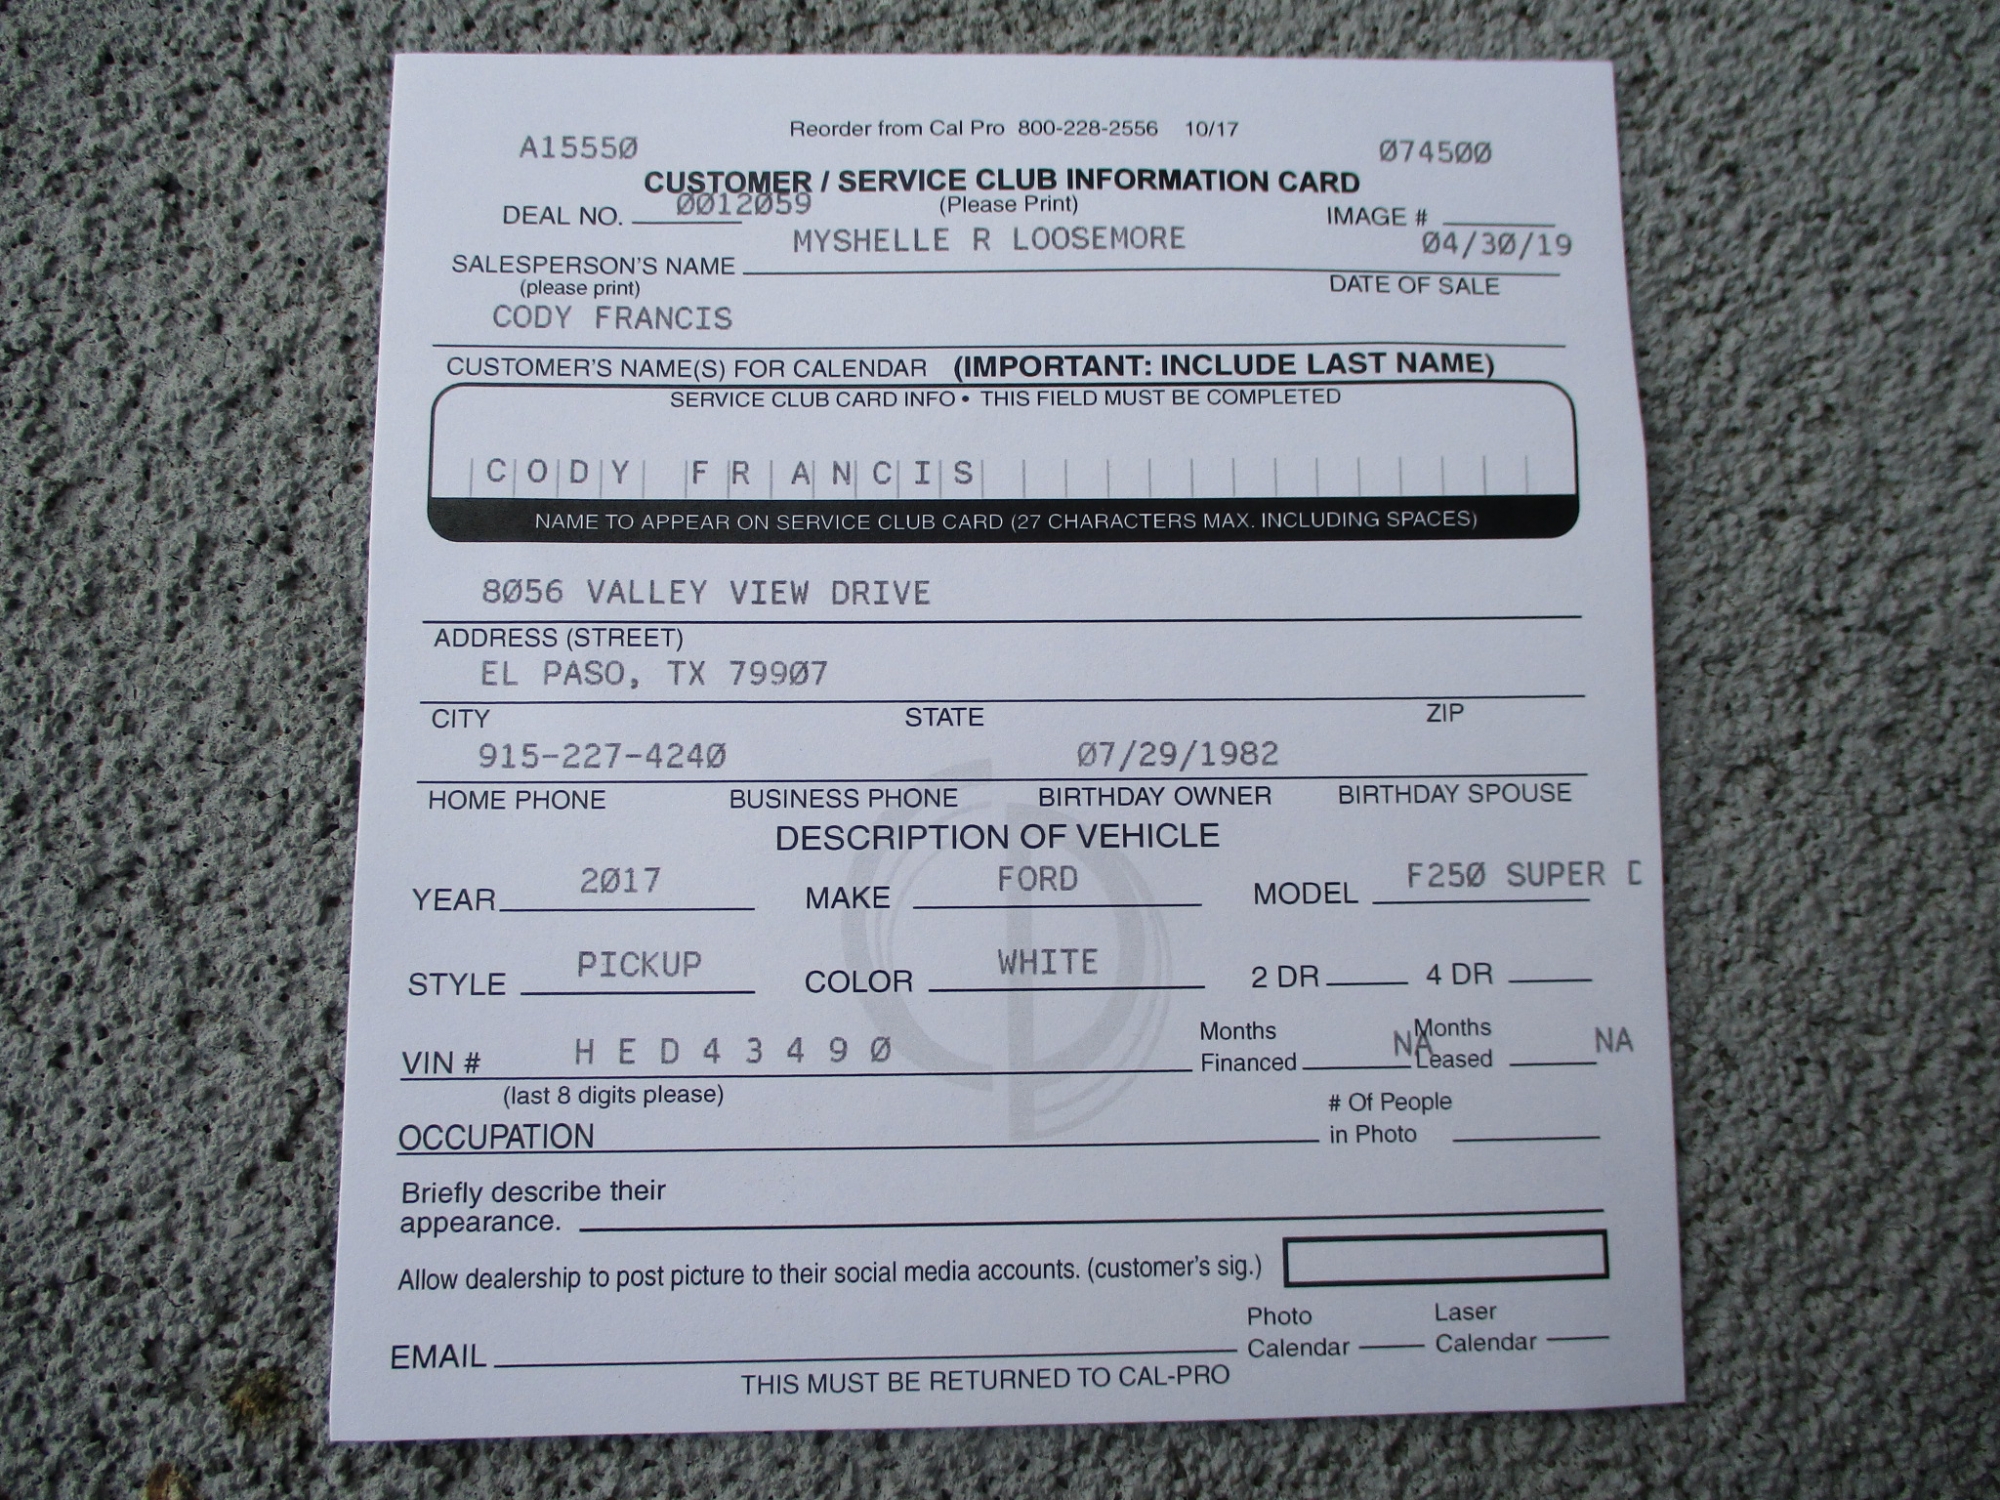 Reorder from Cal Pro 800-228-2556 10/17
A15550 074500
CUSTOMER / SERVICE CLUB INFORMATION CARD
DEAL NO. 0012059 (Please Print) IMAGE #
SALESPERSON'S NAME MYSHELLE R LOOSEMORE 04/30/19
(please print) DATE OF SALE
CODY FRANCIS
CUSTOMER'S NAME(S) FOR CALENDAR (IMPORTANT: INCLUDE LAST NAME)
SERVICE CLUB CARD INFO • THIS FIELD MUST BE COMPLETED
CODY FRANCIS
NAME TO APPEAR ON SERVICE CLUB CARD (27 CHARACTERS MAX. INCLUDING SPACES)
8056 VALLEY VIEW DRIVE
ADDRESS (STREET)
EL PASO, TX 79907
CITY STATE ZIP
915-227-4240 07/29/1982
HOME PHONE BUSINESS PHONE BIRTHDAY OWNER BIRTHDAY SPOUSE
DESCRIPTION OF VEHICLE
YEAR 2017 MAKE FORD MODEL F250 SUPER D
STYLE PICKUP COLOR WHITE 2 DR 4 DR
VIN # HED43490 Months Financed NA Months Leased NA
(last 8 digits please)
OCCUPATION # Of People in Photo
Briefly describe their
appearance.
Allow dealership to post picture to their social media accounts. (customer's sig.)
EMAIL Photo Calendar Laser Calendar
THIS MUST BE RETURNED TO CAL-PRO